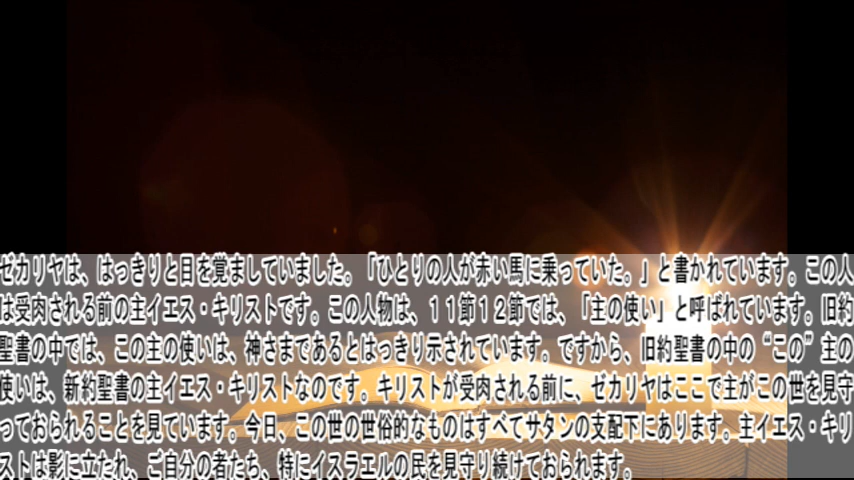 ゼカリヤは、はっきりと目を覚ましていました。「ひとりの人が赤い馬に乗っていた。」と書かれています。この人
は受肉される前の主イエス・キリストです。この人物は、１１節１２節では、「主の使い」と呼ばれています。旧約
聖書の中では、この主の使いは、神さまであるとはっきり示されています。ですから、旧約聖書の中の“この”主の
使いは、新約聖書の主イエス・キリストなのです。キリストが受肉される前に、ゼカリヤはここで主がこの世を見守
っておられることを見ています。今日、この世の世俗的なものはすべてサタンの支配下にあります。主イエス・キリ
ストは影に立たれ、ご自分の者たち、特にイスラエルの民を見守り続けておられます。